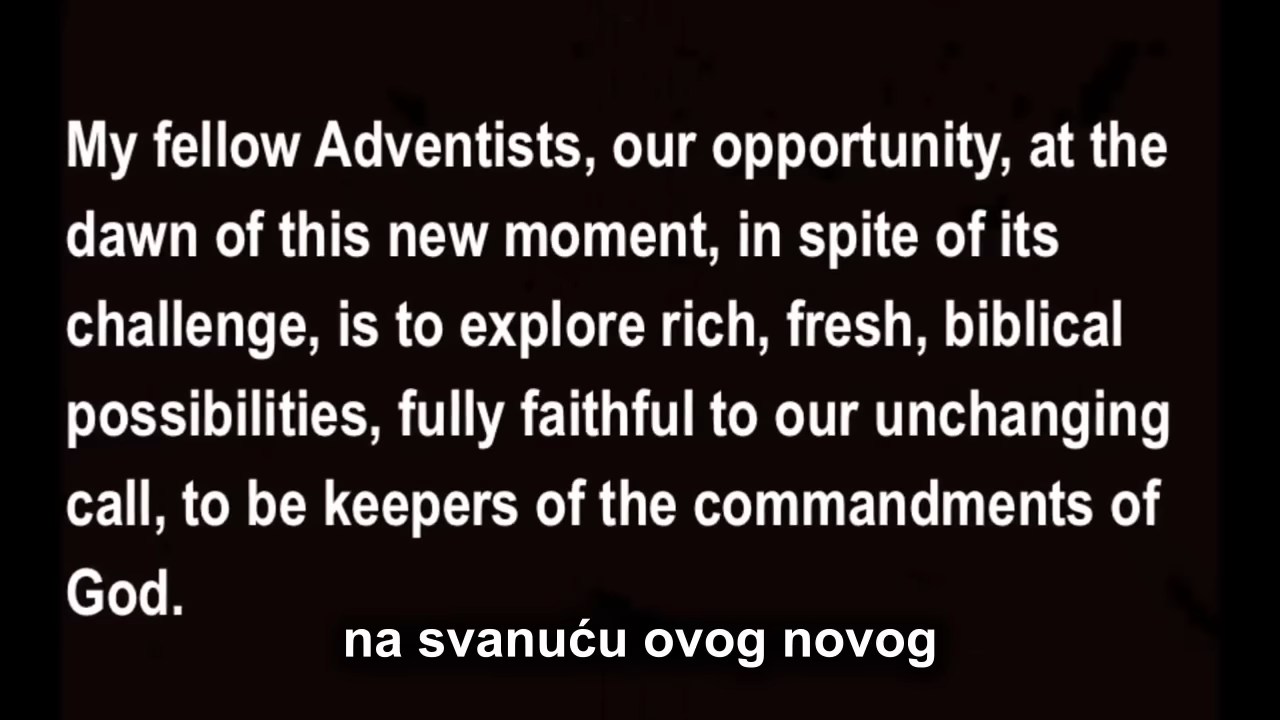 My fellow Adventists, our opportunity, at the
dawn of this new moment, in spite of its
challenge, is to explore rich, fresh, biblical
possibilities, fully faithful to our unchanging
call, to be keepers of the commandments of
God.
na svanuću ovog novog